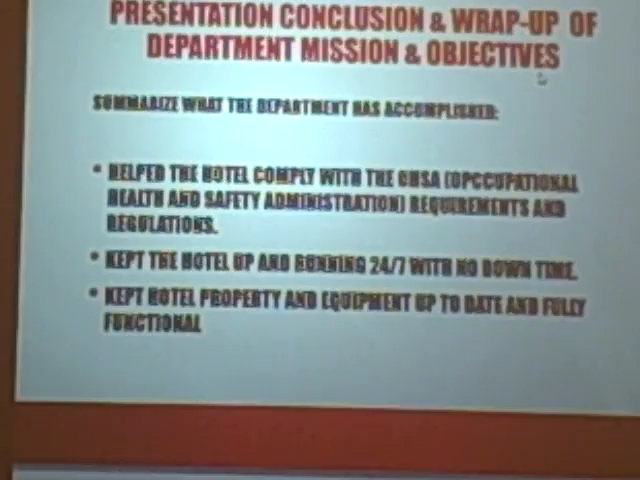 PRESENTATION CONCLUSION & WRAP-UP OF
DEPARTMENT MISSION & OBJECTIVES
SUMMARIZE WHAT THE DEPARTMENT HAS ACCOMPLISHED:
• HELPED THE HOTEL COMPLY WITH THE OHSA (OPCCUPATIONAL
HEALTH AND SAFETY ADMINISTRATION) REQUIREMENTS AND
REGULATIONS.
• KEPT THE HOTEL UP AND RUNNING 24/7 WITH NO DOWN TIME.
• KEPT HOTEL PROPERTY AND EQUIPMENT UP TO DATE AND FULLY
FUNCTIONAL